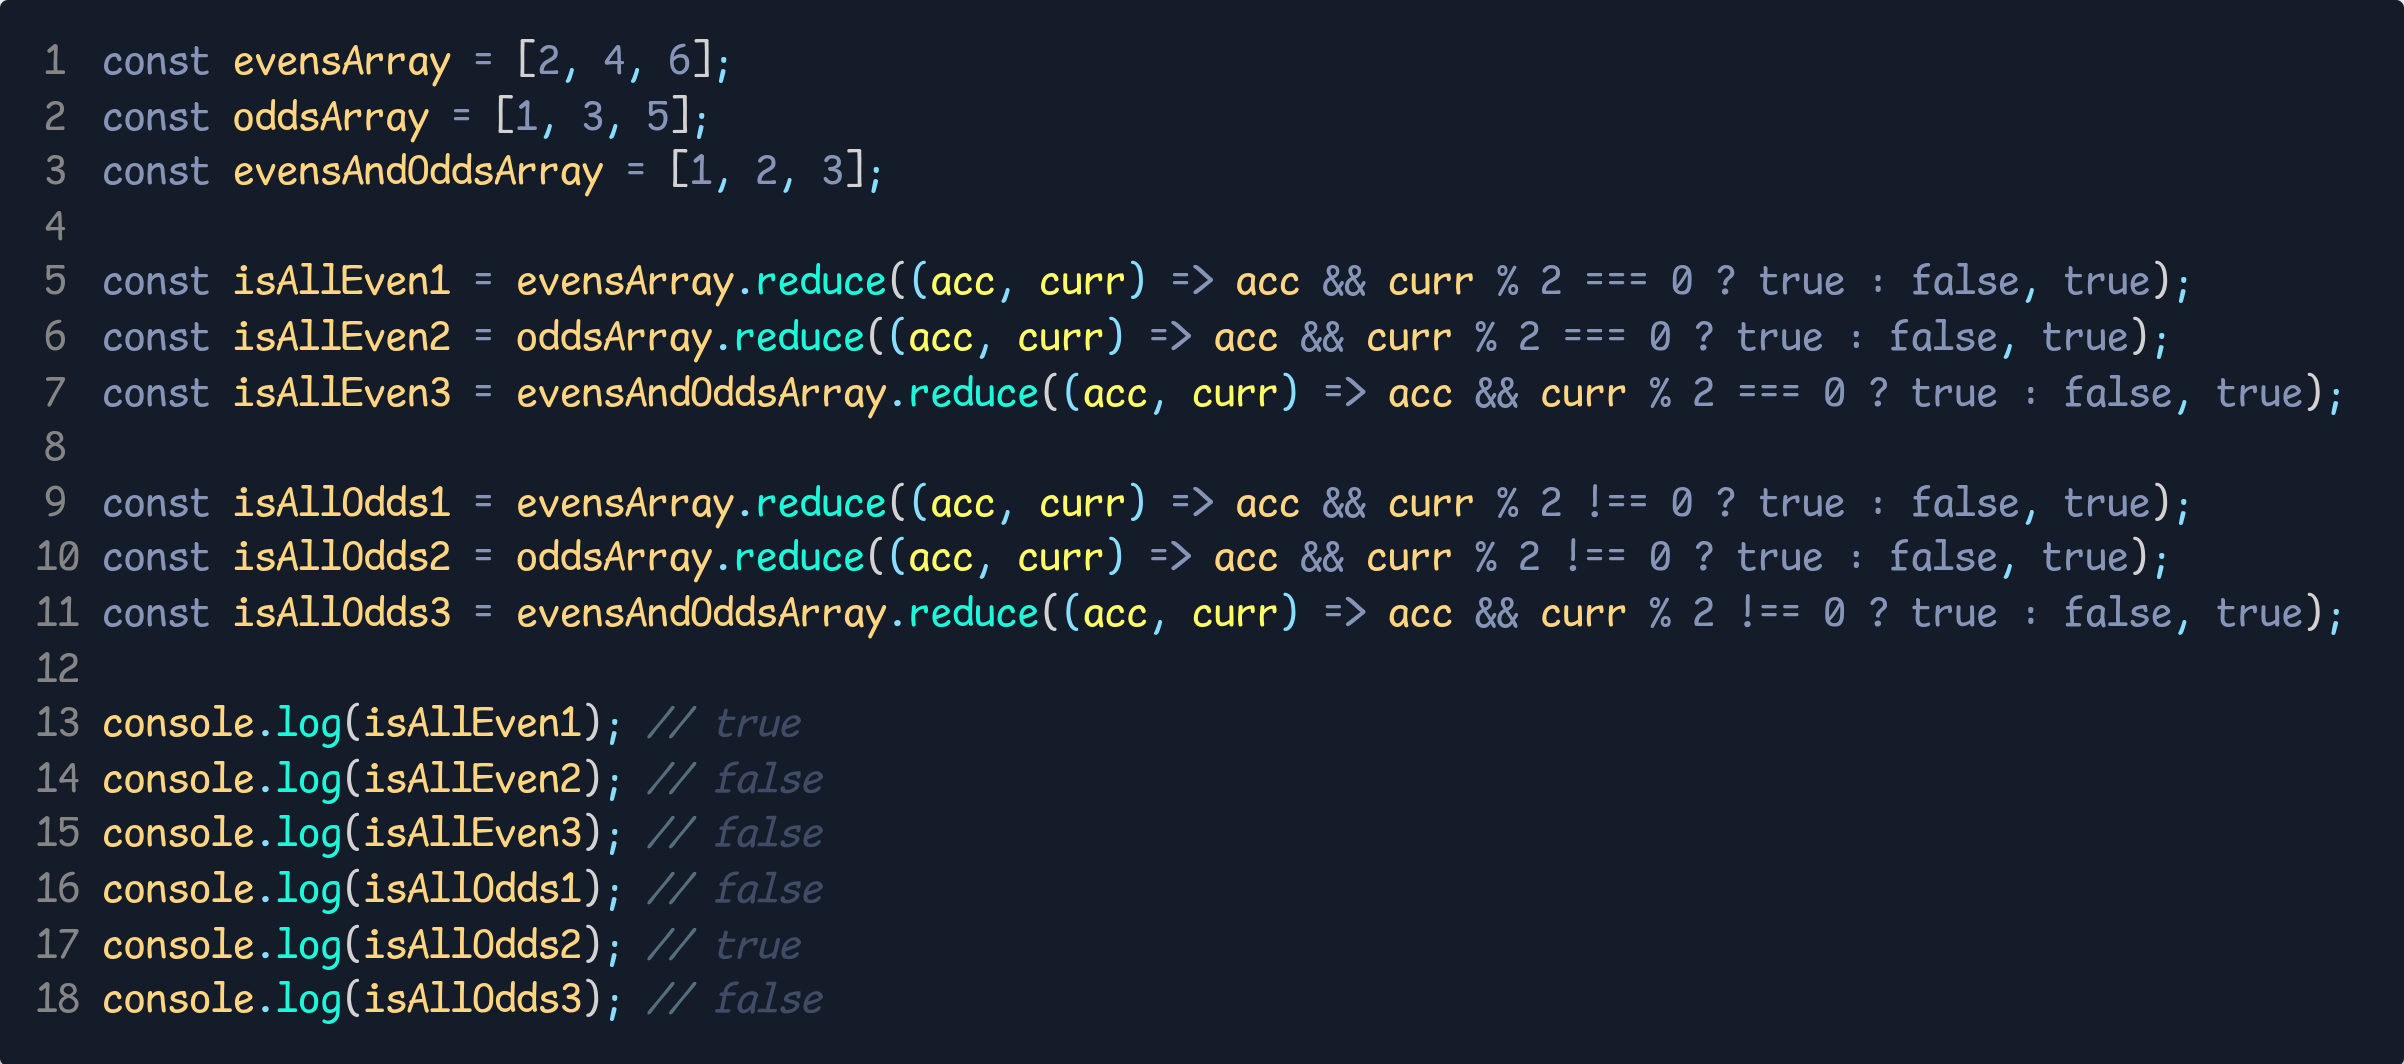 1 const evensArray = [2, 4, 6];
2 const oddsArray = [1, 3, 5];
3 const evensAndOddsArray = [1, 2, 3];
4
5 const isAllEven1 = evensArray.reduce((acc, curr) => acc && curr % 2 === 0 ? true : false, true);
6 const isAllEven2 = oddsArray.reduce((acc, curr) => acc && curr % 2 === 0 ? true : false, true);
7 const isAllEven3 = evensAndOddsArray.reduce((acc, curr) => acc && curr % 2 === 0 ? true : false, true);
8
9 const isAllOdds1 = evensArray.reduce((acc, curr) => acc && curr % 2 !== 0 ? true : false, true);
10 const isAllOdds2 = oddsArray.reduce((acc, curr) => acc && curr % 2 !== 0 ? true : false, true);
11 const isAllOdds3 = evensAndOddsArray.reduce((acc, curr) => acc && curr % 2 !== 0 ? true : false, true);
12
13 console.log(isAllEven1); // true
14 console.log(isAllEven2); // false
15 console.log(isAllEven3); // false
16 console.log(isAllOdds1); // false
17 console.log(isAllOdds2); // true
18 console.log(isAllOdds3); // false